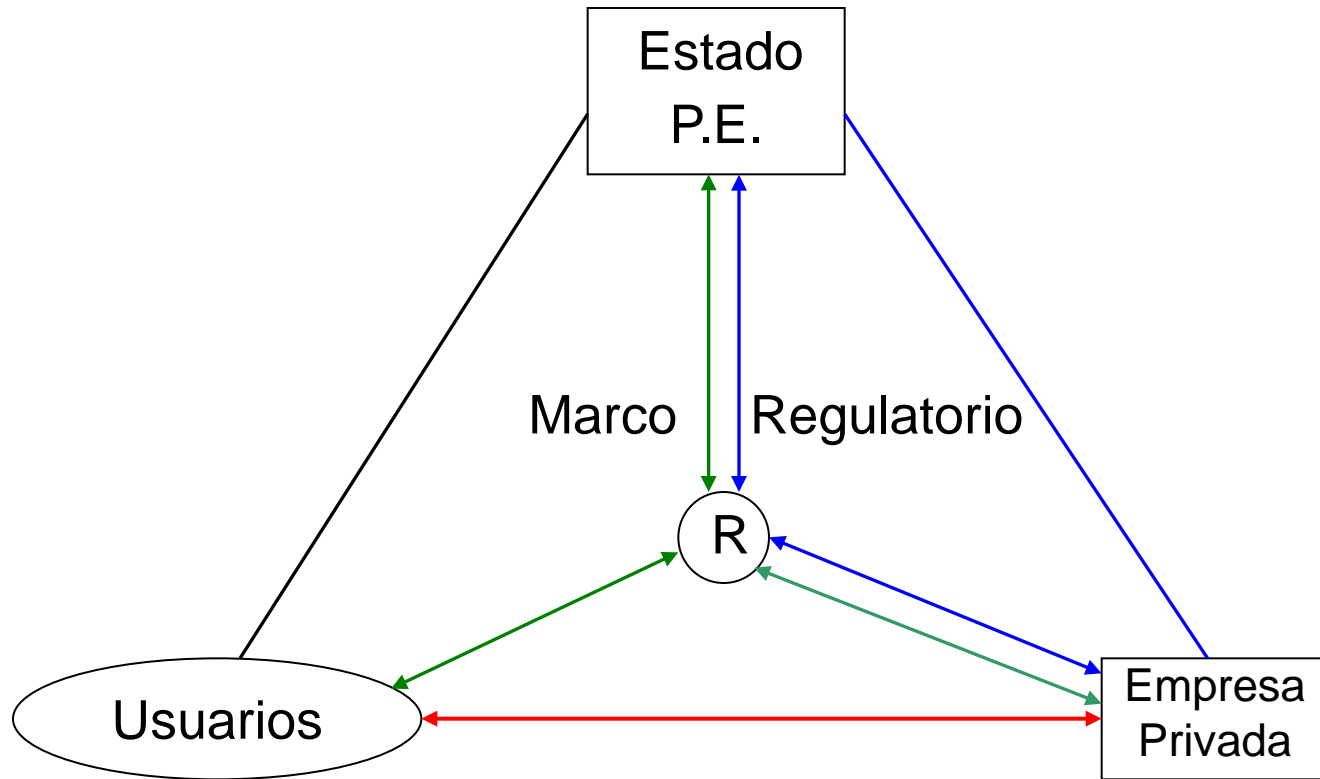 Estado
P.E.
Marco Regulatorio
R
Usuarios
Empresa
Privada